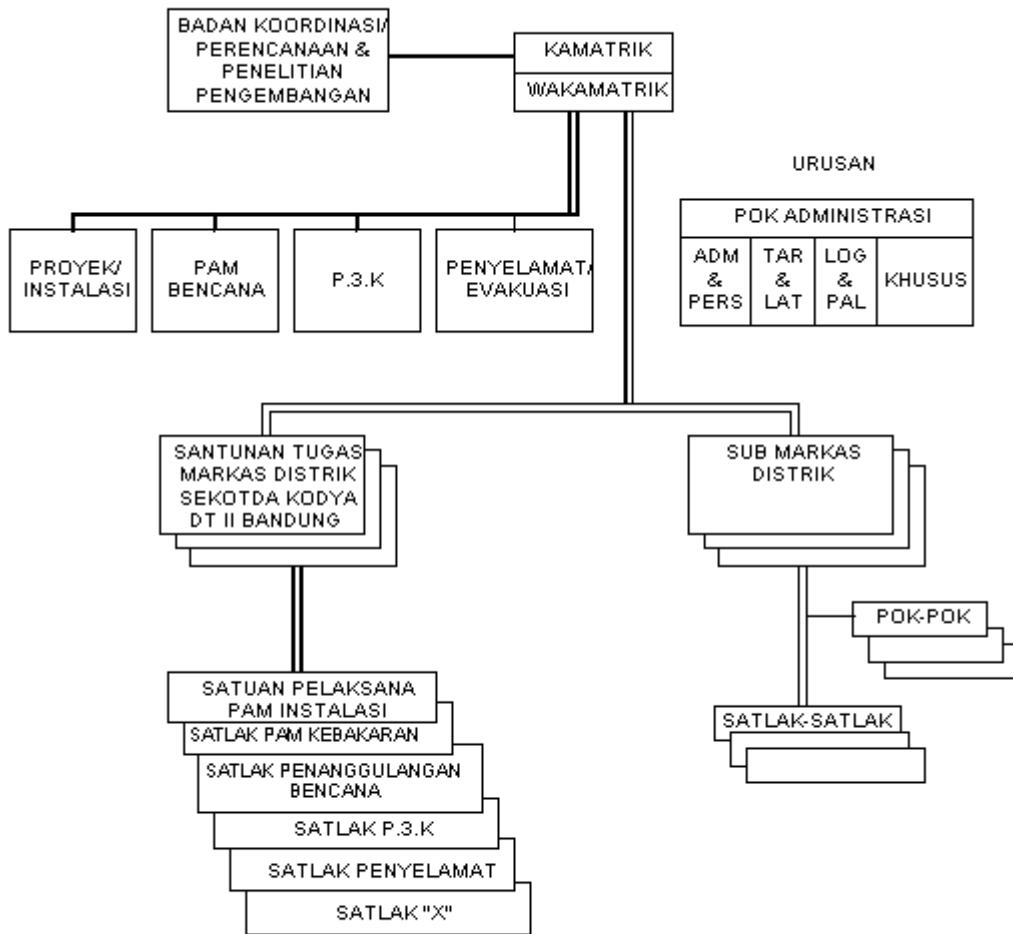 BADAN KOORDINASI/
PERENCANAAN &
PENELITIAN
PENGEMBANGAN
KAMATRIK
WAKAMATRIK
URUSAN
POK ADMINISTRASI
ADM
&
PERS
TAR
&
LAT
LOG
&
PAL
KHUSUS
PROYEK/
INSTALASI
PAM
BENCANA
P.3.K
PENYELAMAT/
EVAKUASI
SANTUNAN TUGAS
MARKAS DISTRIK
SEKOTDA KODYA
DT II BANDUNG
SUB MARKAS
DISTRIK
POK-POK
SATUAN PELAKSANA
PAM INSTALASI
SATLAK PAM KEBAKARAN
SATLAK PENANGGULANGAN
BENCANA
SATLAK P.3.K
SATLAK PENYELAMAT
SATLAK "X"
SATLAK-SATLAK